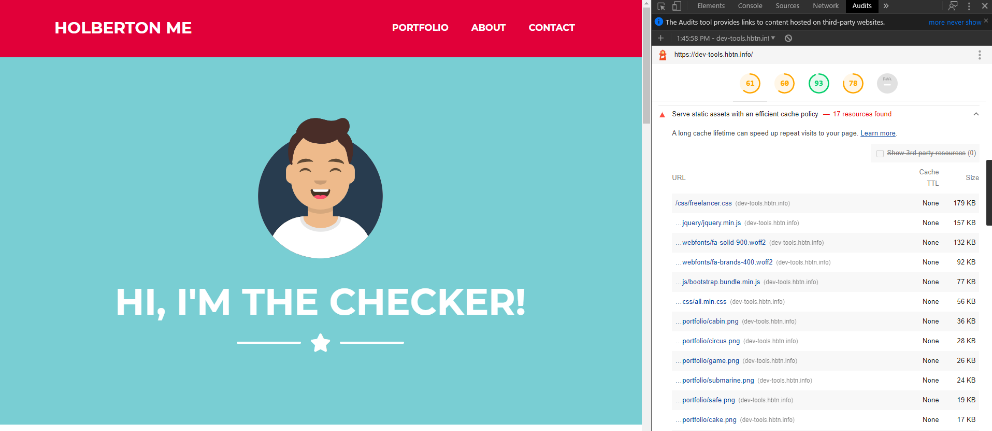 HOLBERTON ME
PORTFOLIO ABOUT CONTACT
HI, I'M THE CHECKER!
Elements Console Sources Network Audits »
The Audits tool provides links to content hosted on third-party websites. more never show
1:45:58 PM - dev-tools.hbtn.inf
https://dev-tools.hbtn.info/
61 60 93 78
Serve static assets with an efficient cache policy — 17 resources found
A long cache lifetime can speed up repeat visits to your page. Learn more.
Show 3rd-party resources (0)
URL Cache TTL Size
/css/freelancer.css (dev-tools.hbtn.info) None 179 KB
…jquery/jquery.min.js (dev-tools.hbtn.info) None 157 KB
…webfonts/fa-solid-900.woff2 (dev-tools.hbtn.info) None 132 KB
…webfonts/fa-brands-400.woff2 (dev-tools.hbtn.info) None 92 KB
…js/bootstrap.bundle.min.js (dev-tools.hbtn.info) None 77 KB
…css/all.min.css (dev-tools.hbtn.info) None 56 KB
…portfolio/cabin.png (dev-tools.hbtn.info) None 36 KB
…portfolio/circus.png (dev-tools.hbtn.info) None 28 KB
…portfolio/game.png (dev-tools.hbtn.info) None 26 KB
…portfolio/submarine.png (dev-tools.hbtn.info) None 24 KB
…portfolio/safe.png (dev-tools.hbtn.info) None 19 KB
…portfolio/cake.png (dev-tools.hbtn.info) None 17 KB